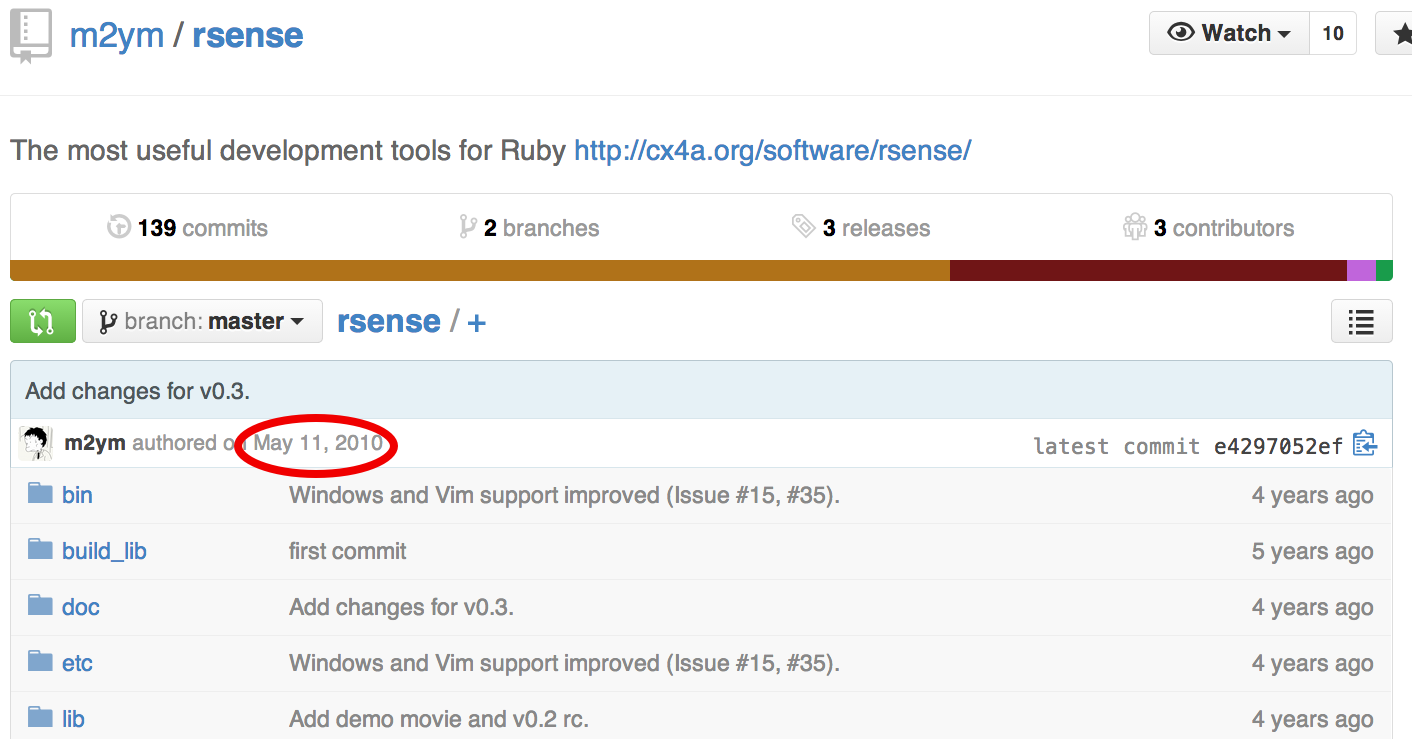 m2ym / rsense
Watch 10
The most useful development tools for Ruby http://cx4a.org/software/rsense/
139 commits 2 branches 3 releases 3 contributors
branch: master rsense / +
Add changes for v0.3.
m2ym authored on May 11, 2010 latest commit e4297052ef
bin Windows and Vim support improved (Issue #15, #35). 4 years ago
build_lib first commit 5 years ago
doc Add changes for v0.3. 4 years ago
etc Windows and Vim support improved (Issue #15, #35). 4 years ago
lib Add demo movie and v0.2 rc. 4 years ago